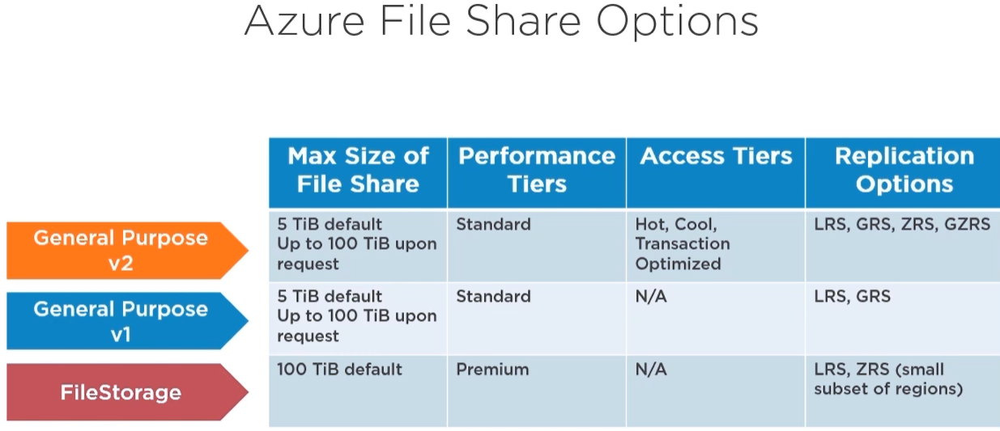 Azure File Share Options
Max Size of
File Share
Performance
Tiers
Access Tiers
Replication
Options
General Purpose
v2
5 TiB default
Up to 100 TiB upon
request
Standard
Hot, Cool,
Transaction
Optimized
LRS, GRS, ZRS, GZRS
General Purpose
v1
5 TiB default
Up to 100 TiB upon
request
Standard
N/A
LRS, GRS
FileStorage
100 TiB default
Premium
N/A
LRS, ZRS (small
subset of regions)